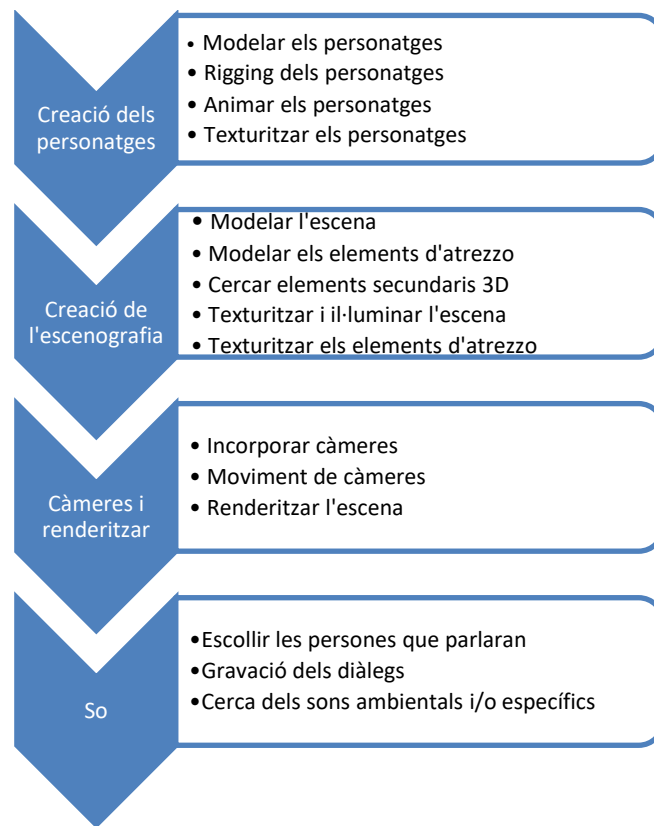 Creació dels
personatges
• Modelar els personatges
• Rigging dels personatges
• Animar els personatges
• Texturitzar els personatges
Creació de
l'escenografia
• Modelar l'escena
• Modelar els elements d'atrezzo
• Cercar elements secundaris 3D
• Texturitzar i il·luminar l'escena
• Texturitzar els elements d'atrezzo
Càmeres i
renderitzar
• Incorporar càmeres
• Moviment de càmeres
• Renderitzar l'escena
So
•Escollir les persones que parlaran
•Gravació dels diàlegs
•Cerca dels sons ambientals i/o específics